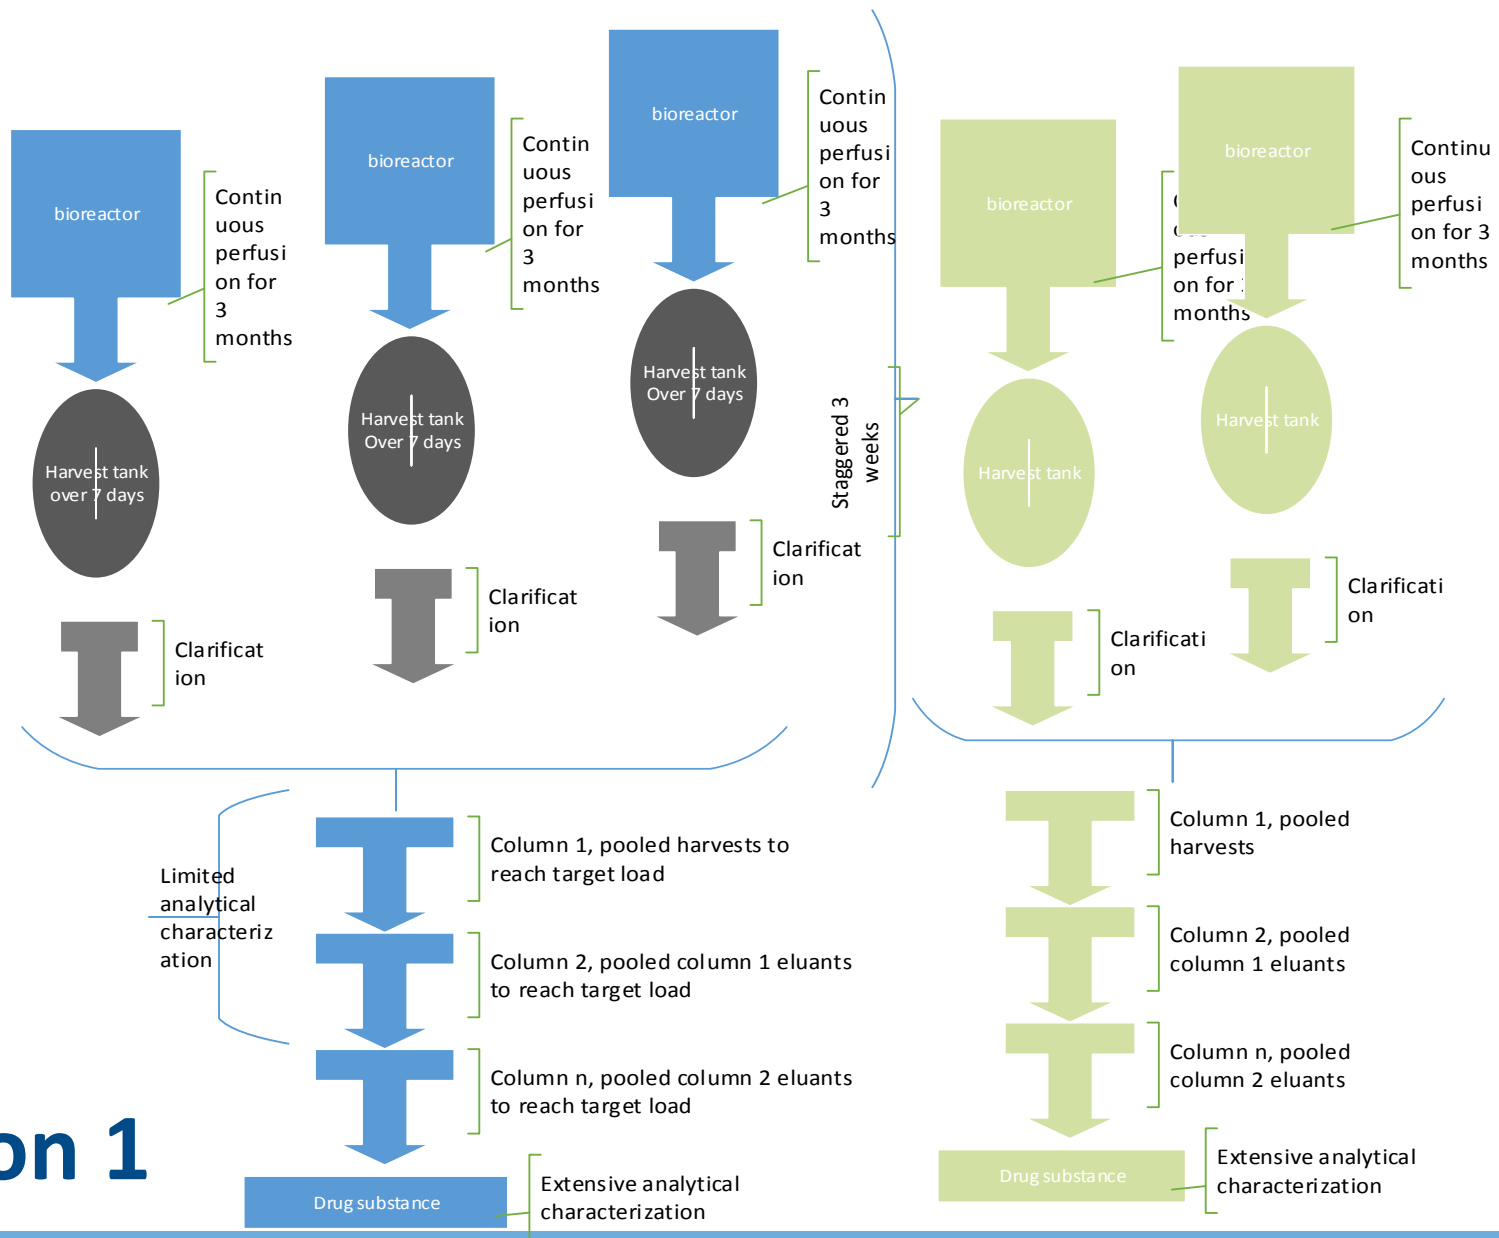 bioreactor
Contin
uous
perfusi
on for
3
months
Harvest tank
over 7 days
Clarificat
ion
bioreactor
Contin
uous
perfusi
on for
3
months
Harvest tank
Over 7 days
Clarificat
ion
bioreactor
Contin
uous
perfusi
on for
3
months
Harvest tank
Over 7 days
Clarificat
ion
Staggered 3
weeks
bioreactor
perfusi
on for
months
Harvest tank
Clarificati
on
bioreactor
Continu
ous
perfusi
on for 3
months
Harvest tank
Clarificati
on
Limited
analytical
characteriz
ation
Column 1, pooled harvests to
reach target load
Column 2, pooled column 1 eluants
to reach target load
Column n, pooled column 2 eluants
to reach target load
Drug substance
Extensive analytical
characterization
Column 1, pooled
harvests
Column 2, pooled
column 1 eluants
Column n, pooled
column 2 eluants
Drug substance
Extensive analytical
characterization
on 1